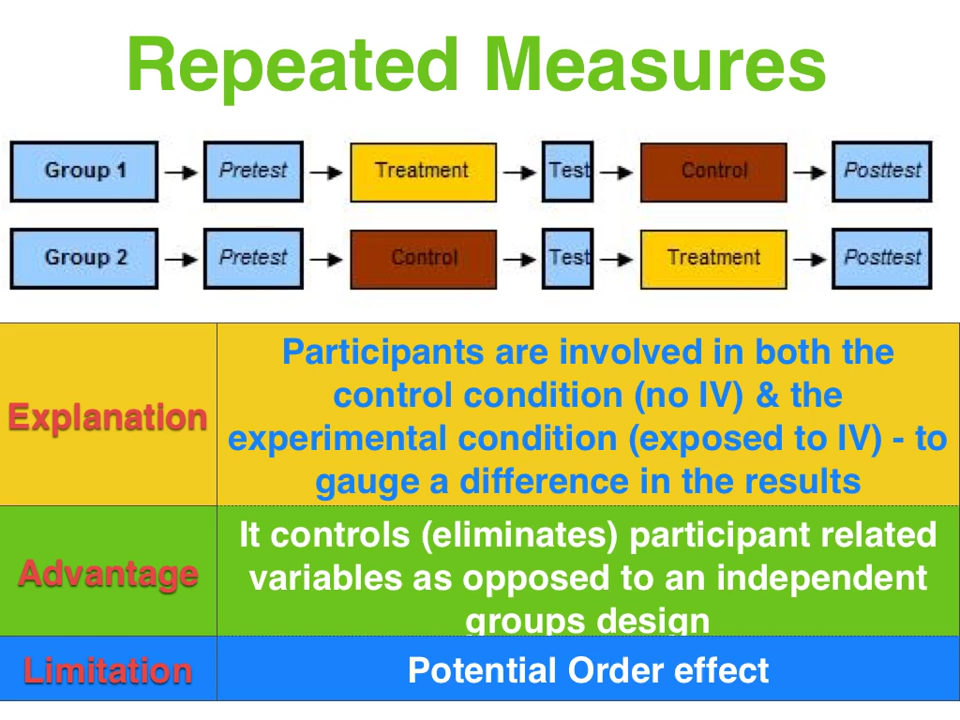 Repeated Measures
Group 1 Pretest Treatment Test Control Posttest
Group 2 Pretest Control Test Treatment Posttest
Explanation
Participants are involved in both the
control condition (no IV) & the
experimental condition (exposed to IV) - to
gauge a difference in the results
Advantage
It controls (eliminates) participant related
variables as opposed to an independent
groups design
Limitation
Potential Order effect